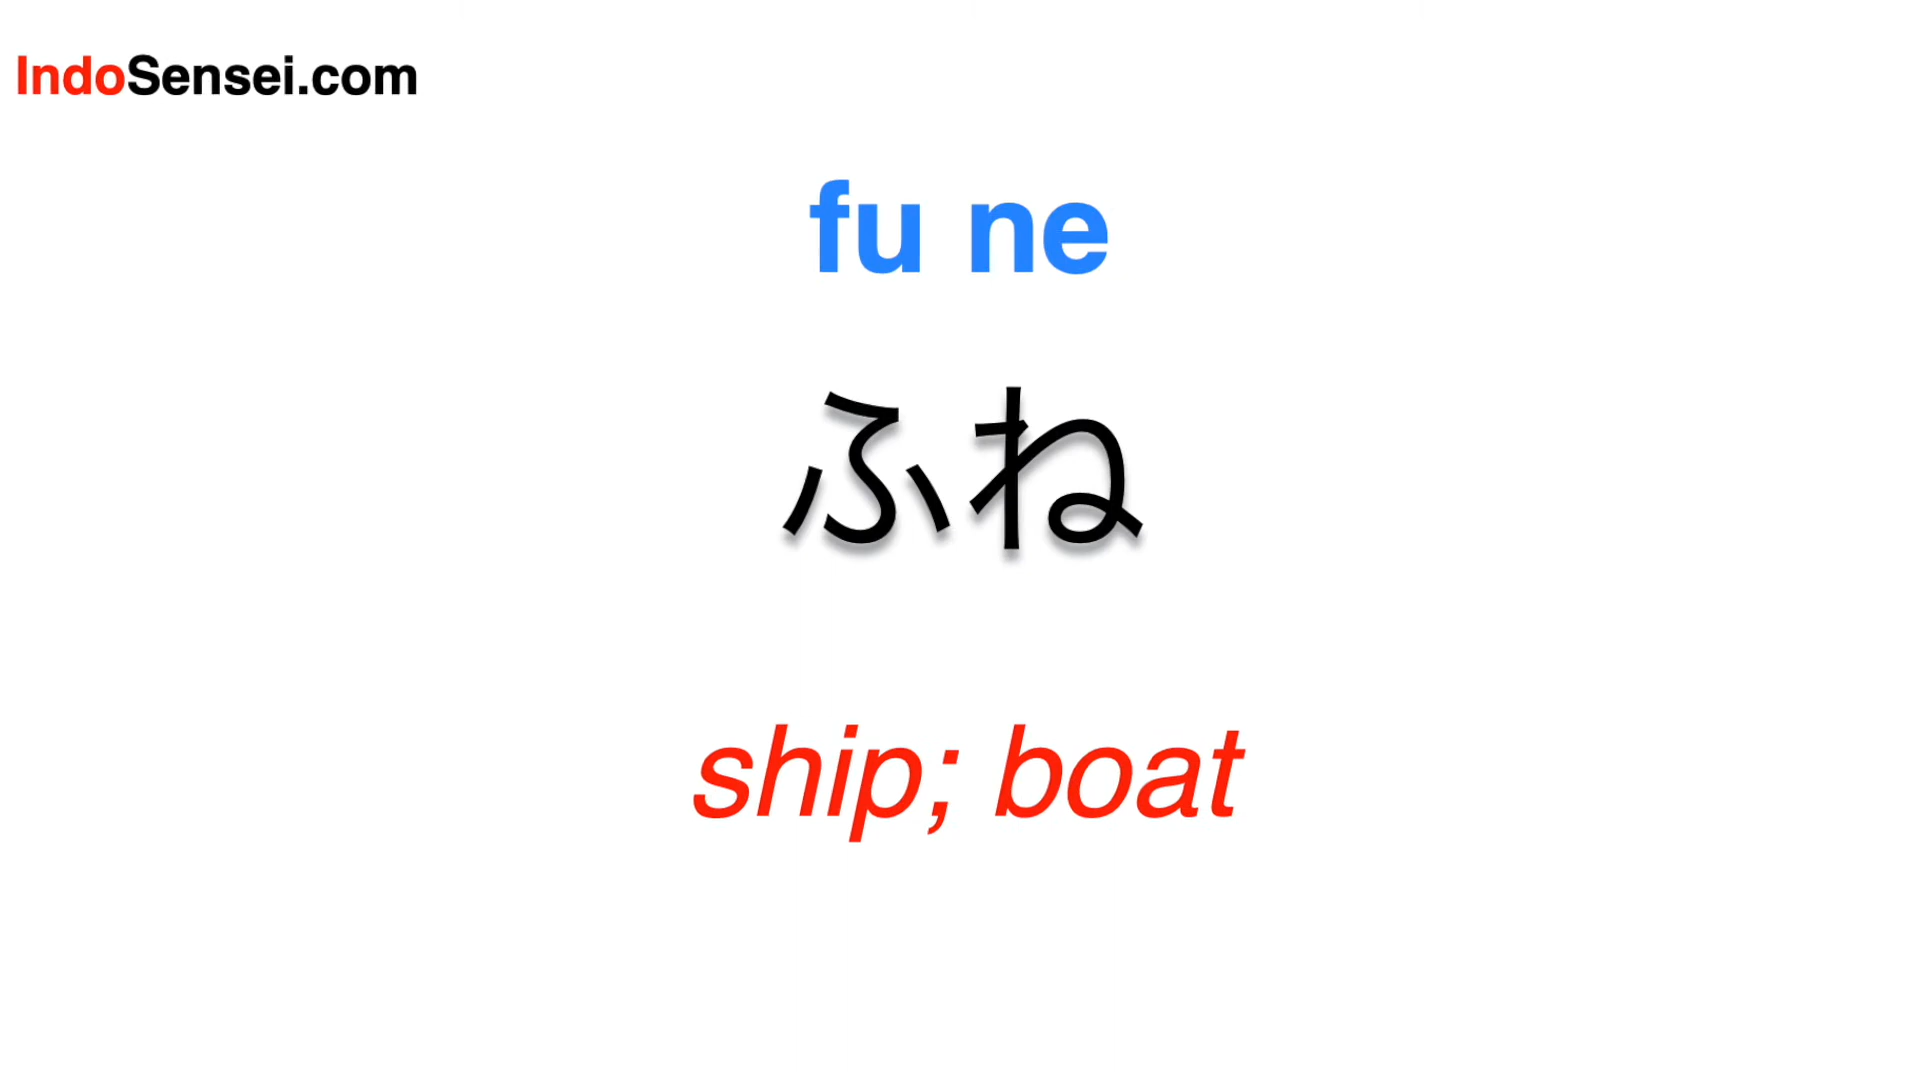 IndoSensei.com
fu ne
ふね
ship; boat